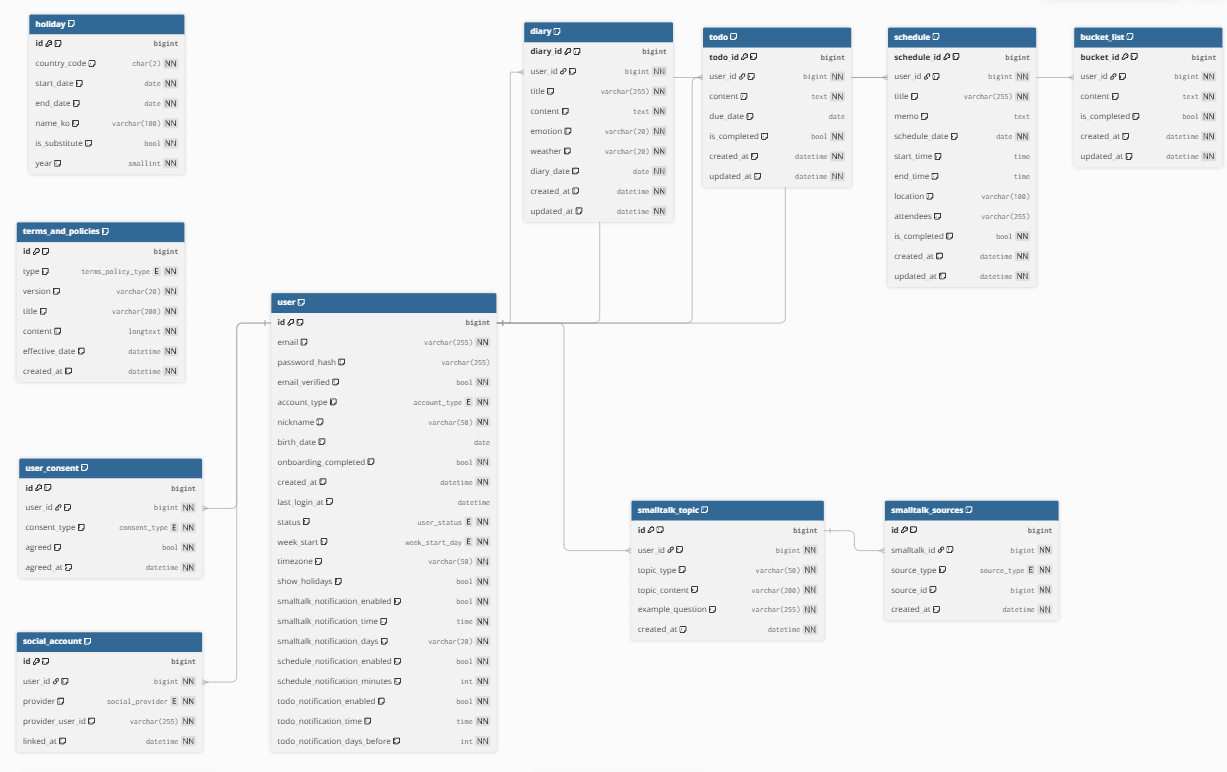 holiday
id bigint
country_code char(2) NN
start_date date NN
end_date date NN
name_ko varchar(100) NN
is_substitute bool NN
year smallint NN
diary
diary_id bigint
user_id bigint NN
title varchar(255) NN
content text NN
emotion varchar(20) NN
weather varchar(20) NN
diary_date date NN
created_at datetime NN
updated_at datetime NN
todo
todo_id bigint
user_id bigint NN
content text NN
due_date date
is_completed bool NN
created_at datetime NN
updated_at datetime NN
schedule
schedule_id bigint
user_id bigint NN
title varchar(255) NN
memo text
schedule_date date NN
start_time time
end_time time
location varchar(100)
attendees varchar(255)
is_completed bool NN
created_at datetime NN
updated_at datetime NN
bucket_list
bucket_id bigint
user_id bigint NN
content text NN
is_completed bool NN
created_at datetime NN
updated_at datetime NN
terms_and_policies
id bigint
type terms_policy_type E NN
version varchar(20) NN
title varchar(200) NN
content longtext NN
effective_date datetime NN
created_at datetime NN
user
id bigint
email varchar(255) NN
password_hash varchar(255)
email_verified bool NN
account_type account_type E NN
nickname varchar(50) NN
birth_date date
onboarding_completed bool NN
created_at datetime NN
last_login_at datetime
status user_status E NN
week_start week_start_day E NN
timezone varchar(50) NN
show_holidays bool NN
smalltalk_notification_enabled bool NN
smalltalk_notification_time time NN
smalltalk_notification_days varchar(20) NN
schedule_notification_enabled bool NN
schedule_notification_minutes int NN
todo_notification_enabled bool NN
todo_notification_time time NN
todo_notification_days_before int NN
user_consent
id bigint
user_id bigint NN
consent_type consent_type E NN
agreed bool NN
agreed_at datetime NN
social_account
id bigint
user_id bigint NN
provider social_provider E NN
provider_user_id varchar(255) NN
linked_at datetime NN
smalltalk_topic
id bigint
user_id bigint NN
topic_type varchar(50) NN
topic_content varchar(200) NN
example_question varchar(255) NN
created_at datetime NN
smalltalk_sources
id bigint
smalltalk_id bigint NN
source_type source_type E NN
source_id bigint NN
created_at datetime NN